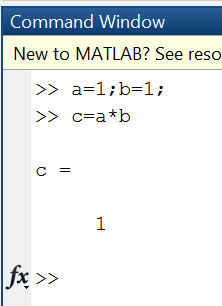 Command Window
New to MATLAB? See reso
>> a=1;b=1;
>> c=a*b
c =
1
fx >>